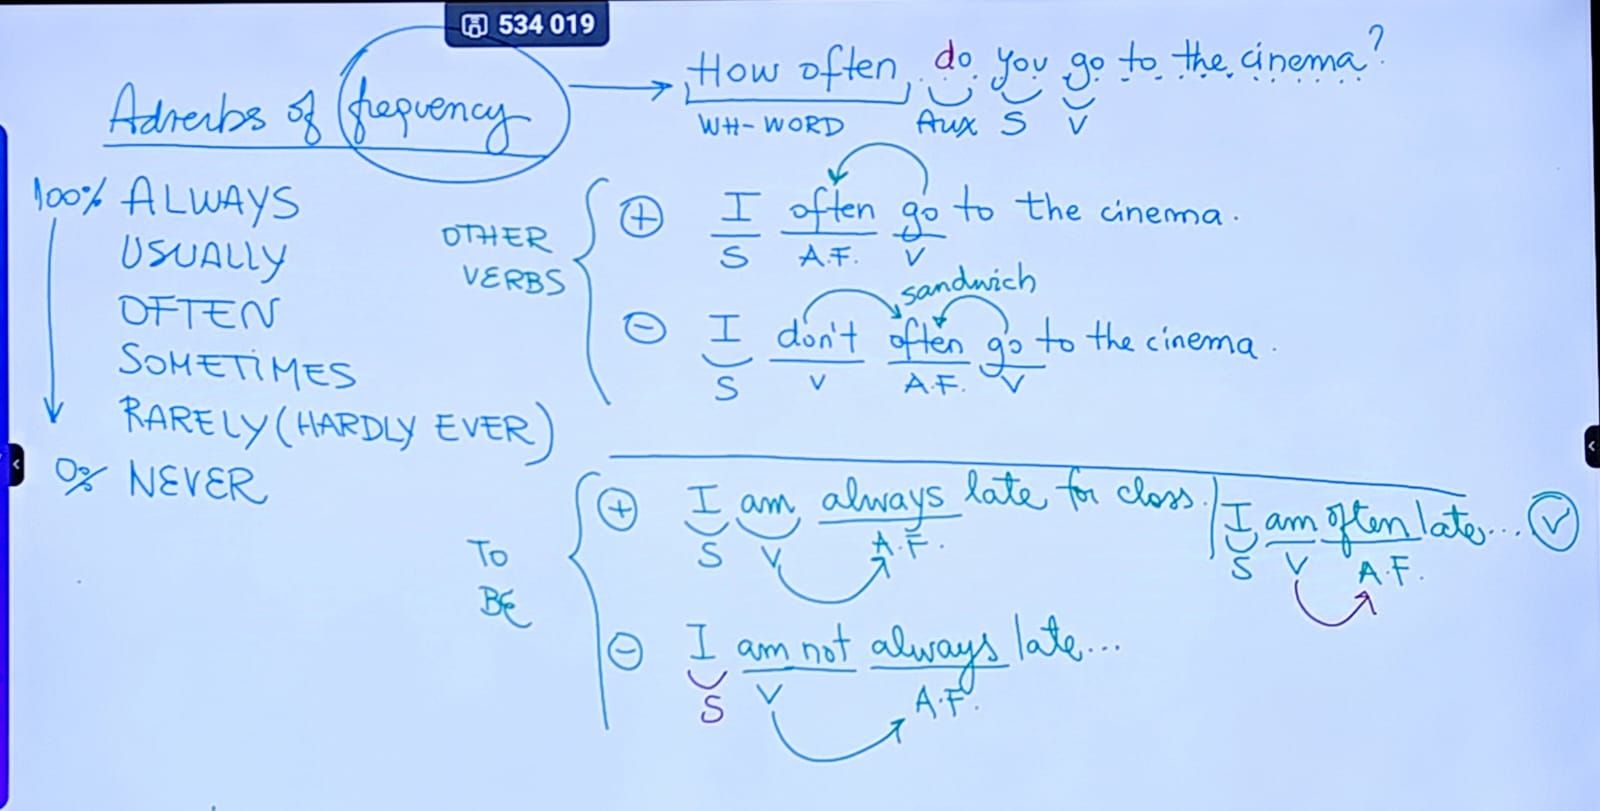 534 019
Adverbs of frequency
How often do you go to the cinema?
WH-WORD Aux S V
100% ALWAYS
USUALLY
OFTEN
SOMETIMES
RARELY (HARDLY EVER)
0% NEVER
OTHER
VERBS
+ I often go to the cinema.
S A.F. V
sandwich
- I don't often go to the cinema.
S V A.F. V
TO
BE
+ I am always late for class.
S V A.F.
I am often late... V
S V A.F.
- I am not always late...
S V A.F.